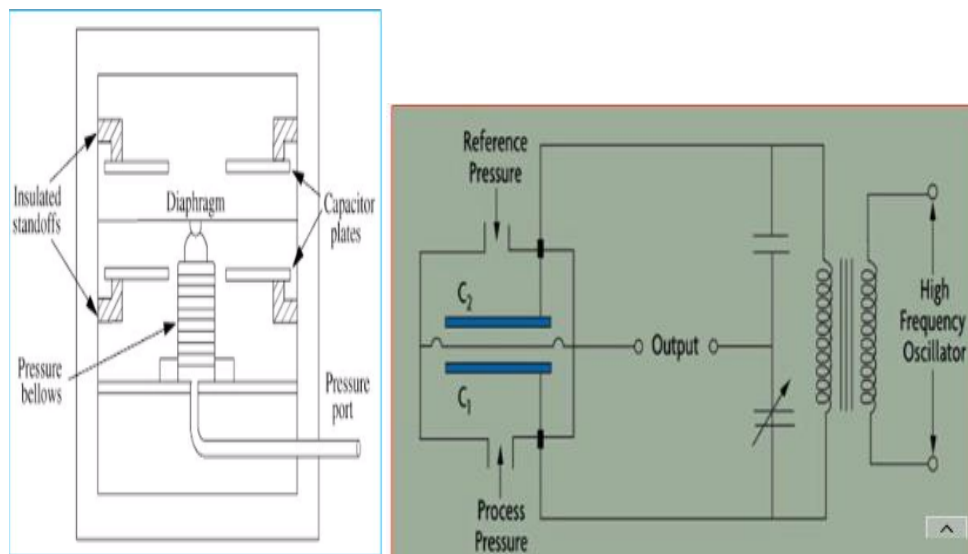 Insulated
standoffs
Diaphragm
Capacitor
plates
Pressure
bellows
Pressure
port
Reference
Pressure
C2
C1
Output
High
Frequency
Oscillator
Process
Pressure